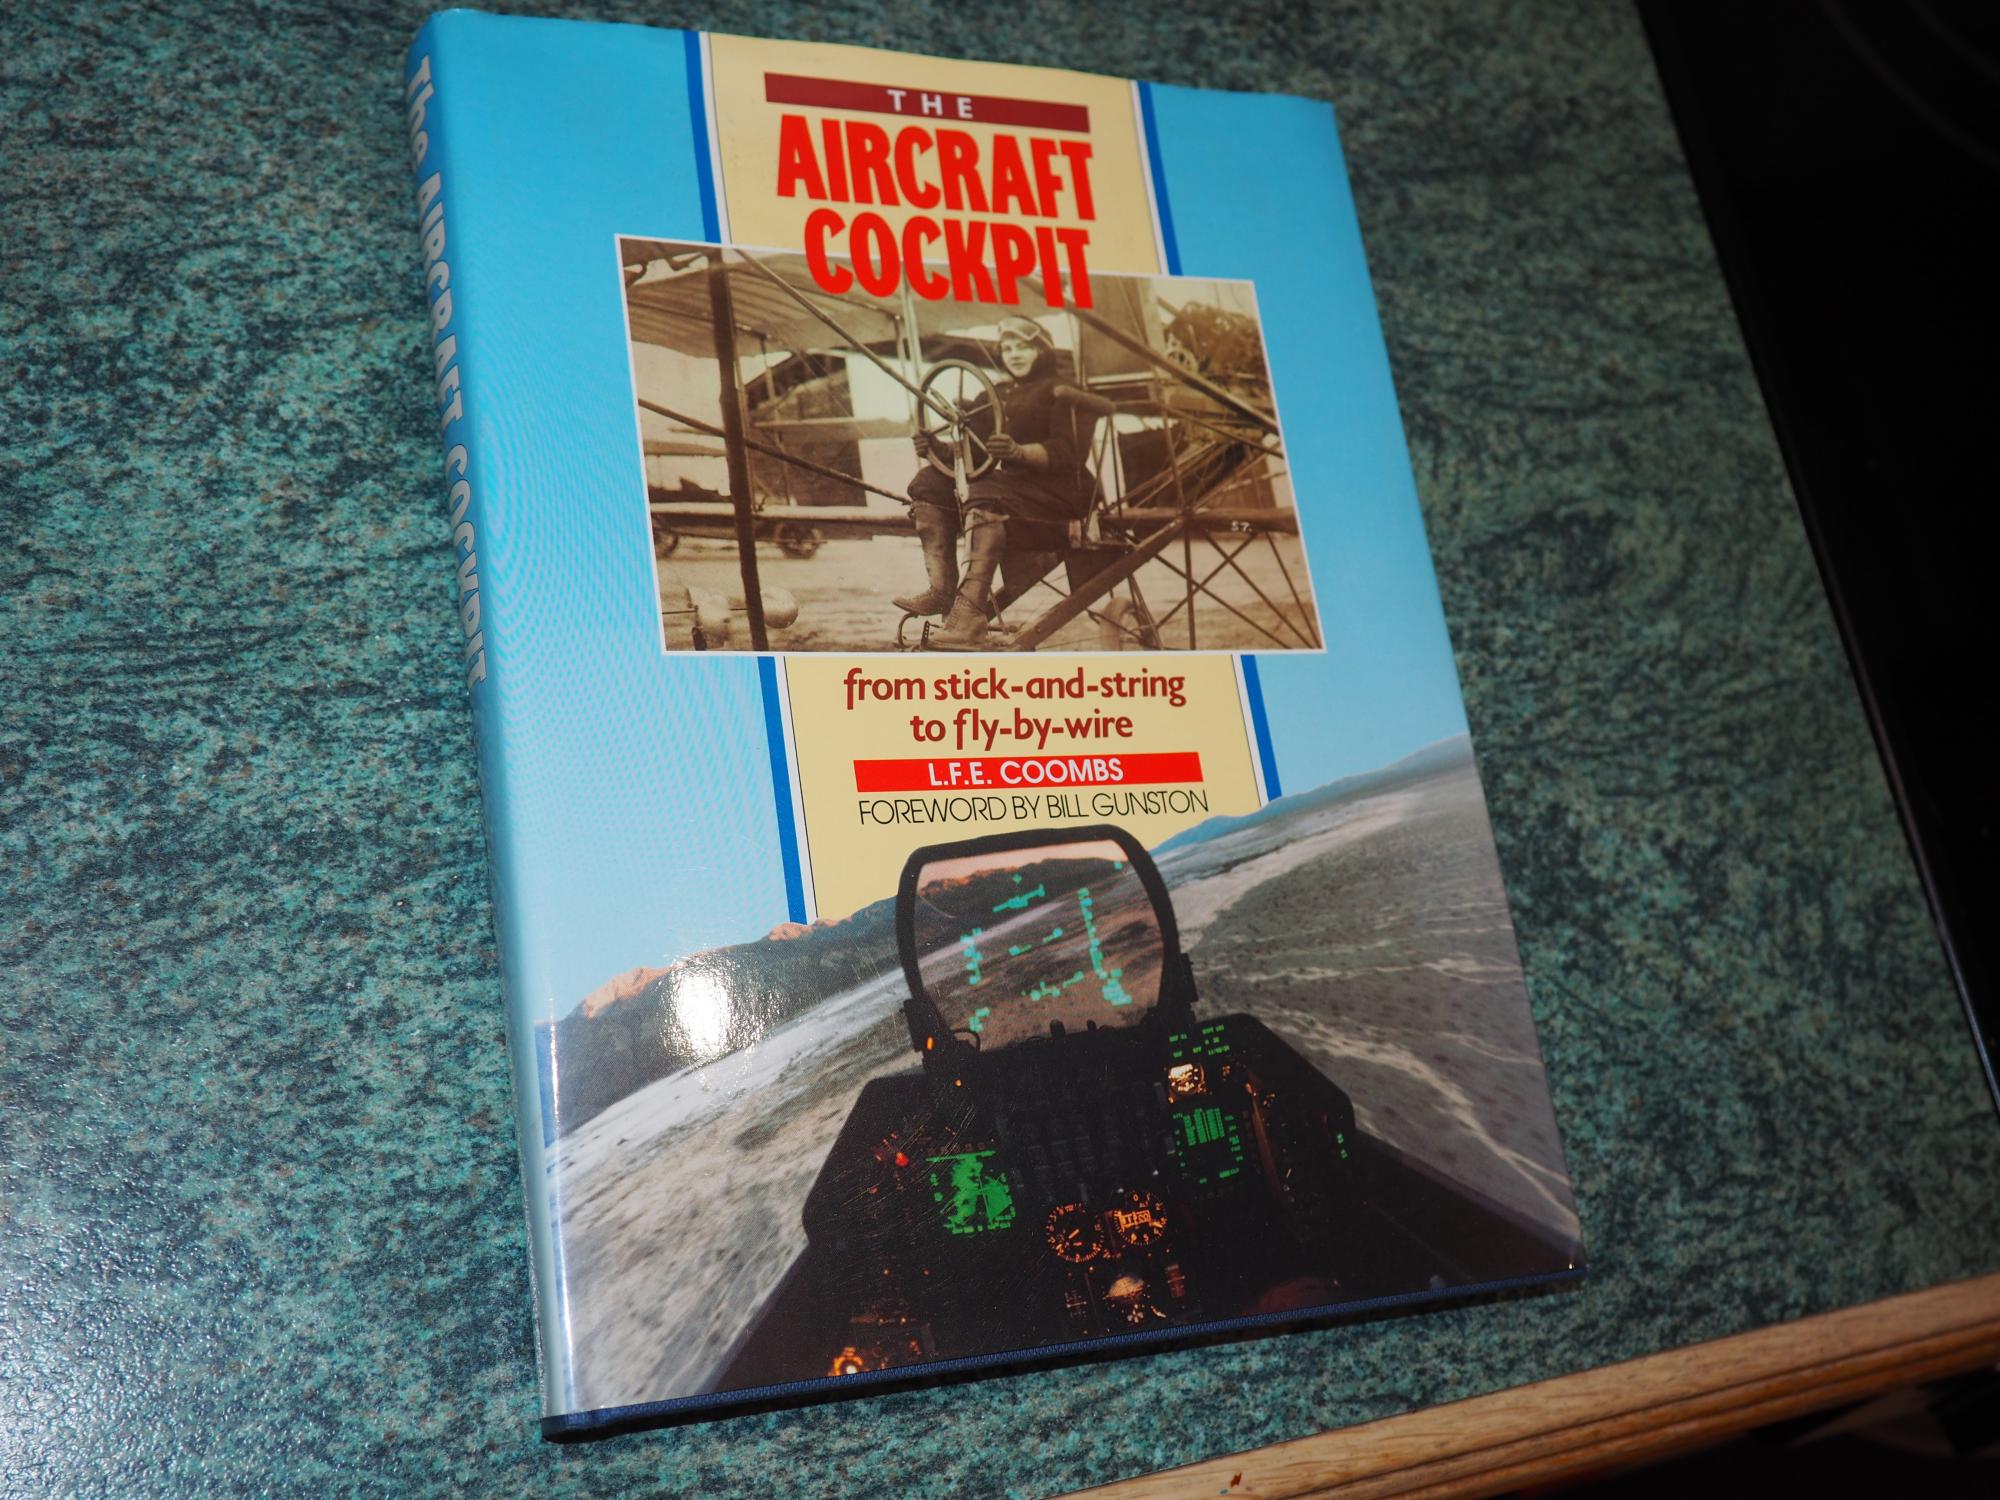 The AIRCRAFT COCKPIT
THE
AIRCRAFT
COCKPIT
57.
from stick-and-string
to fly-by-wire
L.F.E. COOMBS
FOREWORD BY BILL GUNSTON